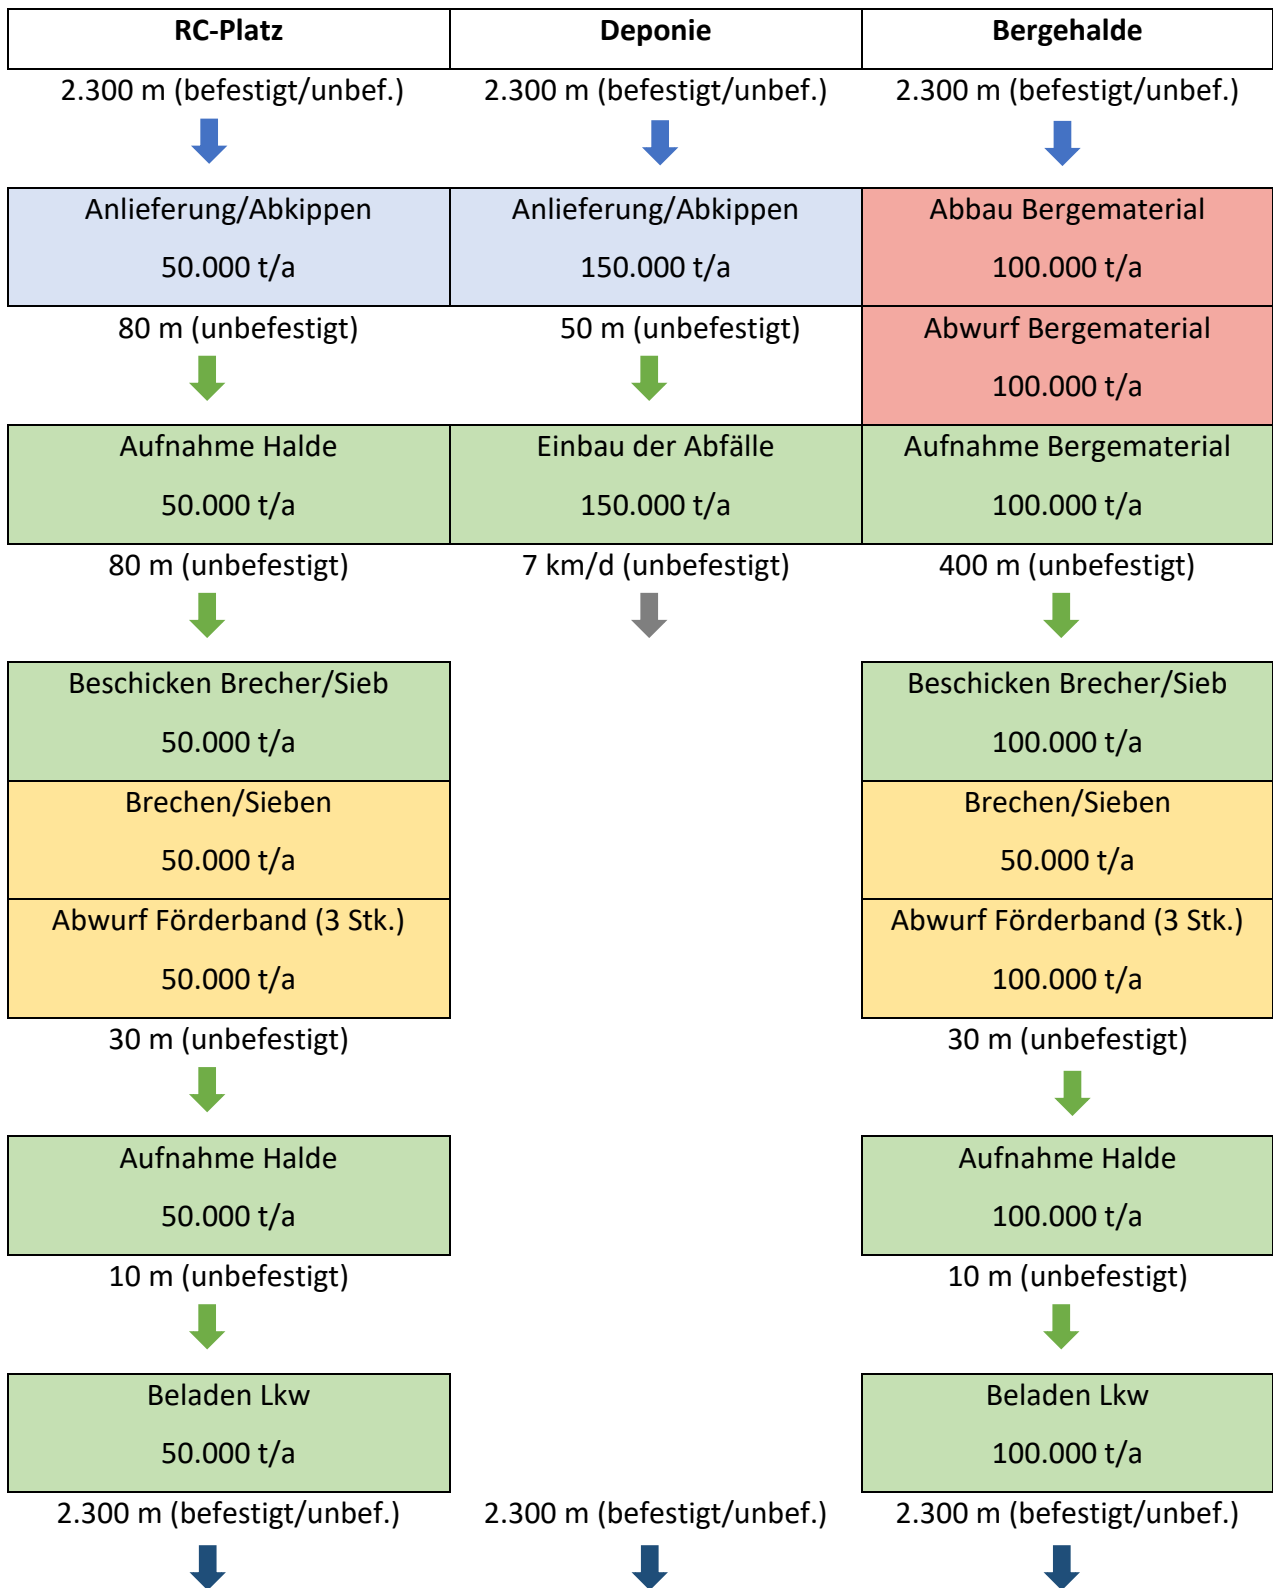 RC-Platz Deponie Bergehalde
2.300 m (befestigt/unbef.) 2.300 m (befestigt/unbef.) 2.300 m (befestigt/unbef.)
Anlieferung/Abkippen Anlieferung/Abkippen Abbau Bergematerial
50.000 t/a 150.000 t/a 100.000 t/a
80 m (unbefestigt) 50 m (unbefestigt) Abwurf Bergematerial
100.000 t/a
Aufnahme Halde Einbau der Abfälle Aufnahme Bergematerial
50.000 t/a 150.000 t/a 100.000 t/a
80 m (unbefestigt) 7 km/d (unbefestigt) 400 m (unbefestigt)
Beschicken Brecher/Sieb Beschicken Brecher/Sieb
50.000 t/a 100.000 t/a
Brechen/Sieben Brechen/Sieben
50.000 t/a 50.000 t/a
Abwurf Förderband (3 Stk.) Abwurf Förderband (3 Stk.)
50.000 t/a 100.000 t/a
30 m (unbefestigt) 30 m (unbefestigt)
Aufnahme Halde Aufnahme Halde
50.000 t/a 100.000 t/a
10 m (unbefestigt) 10 m (unbefestigt)
Beladen Lkw Beladen Lkw
50.000 t/a 100.000 t/a
2.300 m (befestigt/unbef.) 2.300 m (befestigt/unbef.) 2.300 m (befestigt/unbef.)